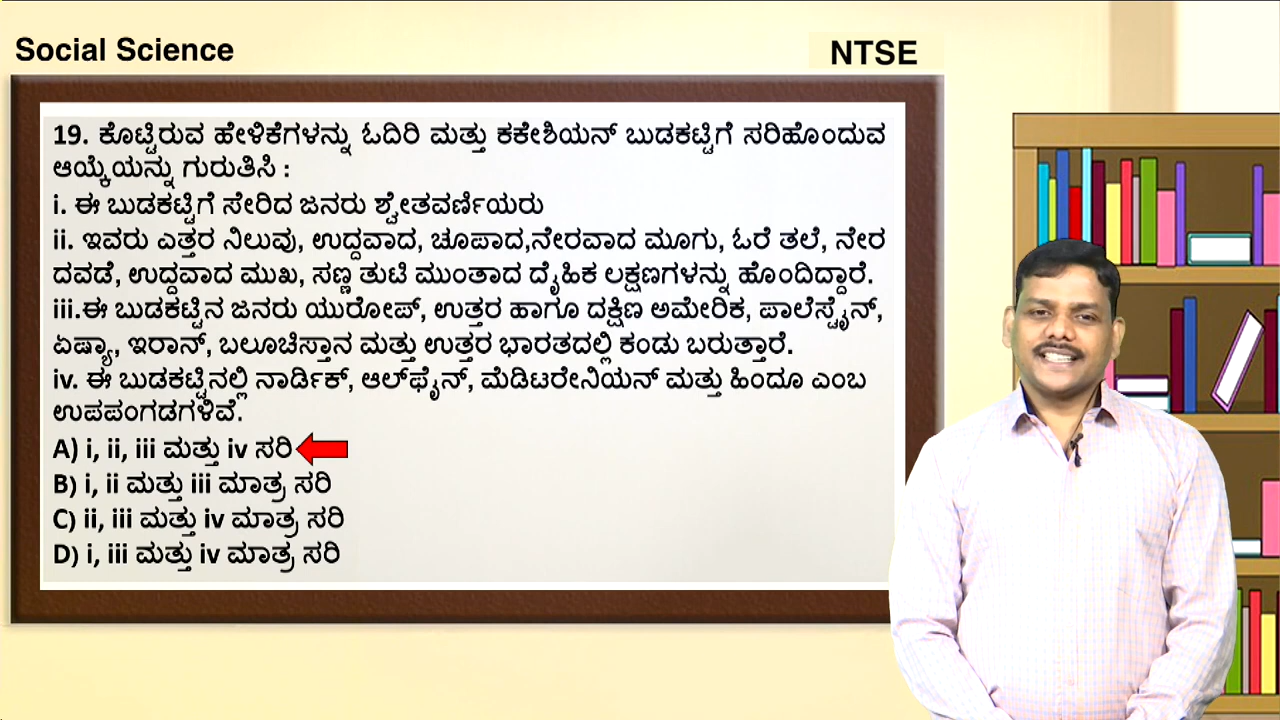 Social Science
NTSE
19. ಕೊಟ್ಟಿರುವ ಹೇಳಿಕೆಗಳನ್ನು ಓದಿರಿ ಮತ್ತು ಕಕೇಶಿಯನ್ ಬುಡಕಟ್ಟಿಗೆ ಸರಿಹೊಂದುವ
ಆಯ್ಕೆಯನ್ನು ಗುರುತಿಸಿ :
i. ಈ ಬುಡಕಟ್ಟಿಗೆ ಸೇರಿದ ಜನರು ಶ್ವೇತವರ್ಣಿಯರು
ii. ಇವರು ಎತ್ತರ ನಿಲುವು, ಉದ್ದವಾದ, ಚೂಪಾದ,ನೇರವಾದ ಮೂಗು, ಓರೆ ತಲೆ, ನೇರ
ದವಡೆ, ಉದ್ದವಾದ ಮುಖ, ಸಣ್ಣ ತುಟಿ ಮುಂತಾದ ದೈಹಿಕ ಲಕ್ಷಣಗಳನ್ನು ಹೊಂದಿದ್ದಾರೆ.
iii.ಈ ಬುಡಕಟ್ಟಿನ ಜನರು ಯುರೋಪ್, ಉತ್ತರ ಹಾಗೂ ದಕ್ಷಿಣ ಅಮೇರಿಕ, ಪಾಲೆಸ್ಟೈನ್,
ಏಷ್ಯಾ, ಇರಾನ್, ಬಲೂಚಿಸ್ತಾನ ಮತ್ತು ಉತ್ತರ ಭಾರತದಲ್ಲಿ ಕಂಡು ಬರುತ್ತಾರೆ.
iv. ಈ ಬುಡಕಟ್ಟಿನಲ್ಲಿ ನಾರ್ಡಿಕ್, ಆಲ್‌ಫೈನ್, ಮೆಡಿಟರೇನಿಯನ್ ಮತ್ತು ಹಿಂದೂ ಎಂಬ
ಉಪಪಂಗಡಗಳಿವೆ.
A) i, ii, iii ಮತ್ತು iv ಸರಿ
B) i, ii ಮತ್ತು iii ಮಾತ್ರ ಸರಿ
C) ii, iii ಮತ್ತು iv ಮಾತ್ರ ಸರಿ
D) i, iii ಮತ್ತು iv ಮಾತ್ರ ಸರಿ